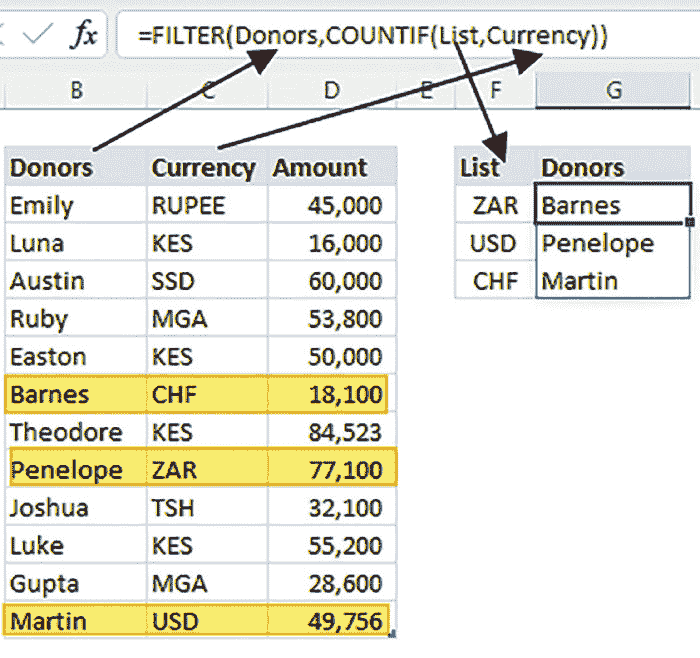 fx =FILTER(Donors,COUNTIF(List,Currency))
B C D E F G
Donors Currency Amount List Donors
Emily RUPEE 45,000 ZAR Barnes
Luna KES 16,000 USD Penelope
Austin SSD 60,000 CHF Martin
Ruby MGA 53,800
Easton KES 50,000
Barnes CHF 18,100
Theodore KES 84,523
Penelope ZAR 77,100
Joshua TSH 32,100
Luke KES 55,200
Gupta MGA 28,600
Martin USD 49,756